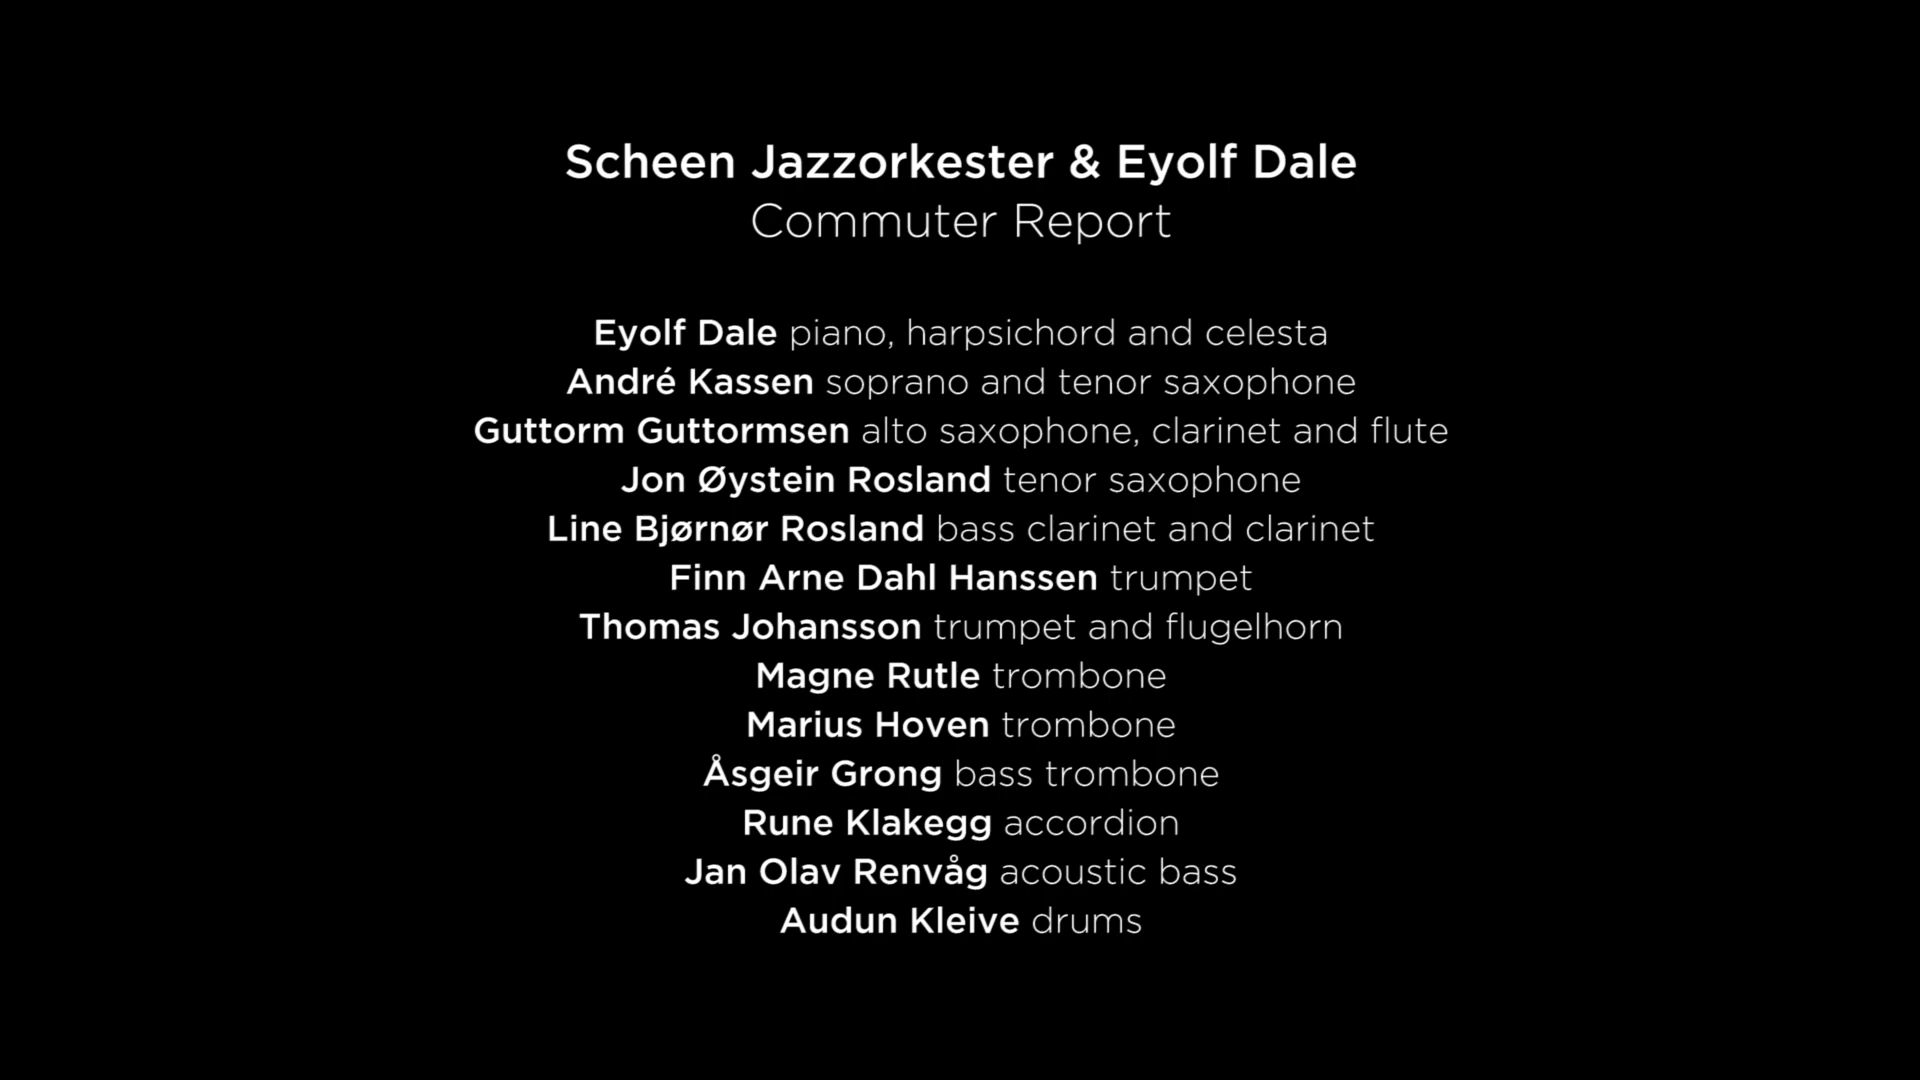 Scheen Jazzorkester & Eyolf Dale
Commuter Report
Eyolf Dale piano, harpsichord and celesta
André Kassen soprano and tenor saxophone
Guttorm Guttormsen alto saxophone, clarinet and flute
Jon Øystein Rosland tenor saxophone
Line Bjørnør Rosland bass clarinet and clarinet
Finn Arne Dahl Hanssen trumpet
Thomas Johansson trumpet and flugelhorn
Magne Rutle trombone
Marius Hoven trombone
Åsgeir Grong bass trombone
Rune Klakegg accordion
Jan Olav Renvåg acoustic bass
Audun Kleive drums